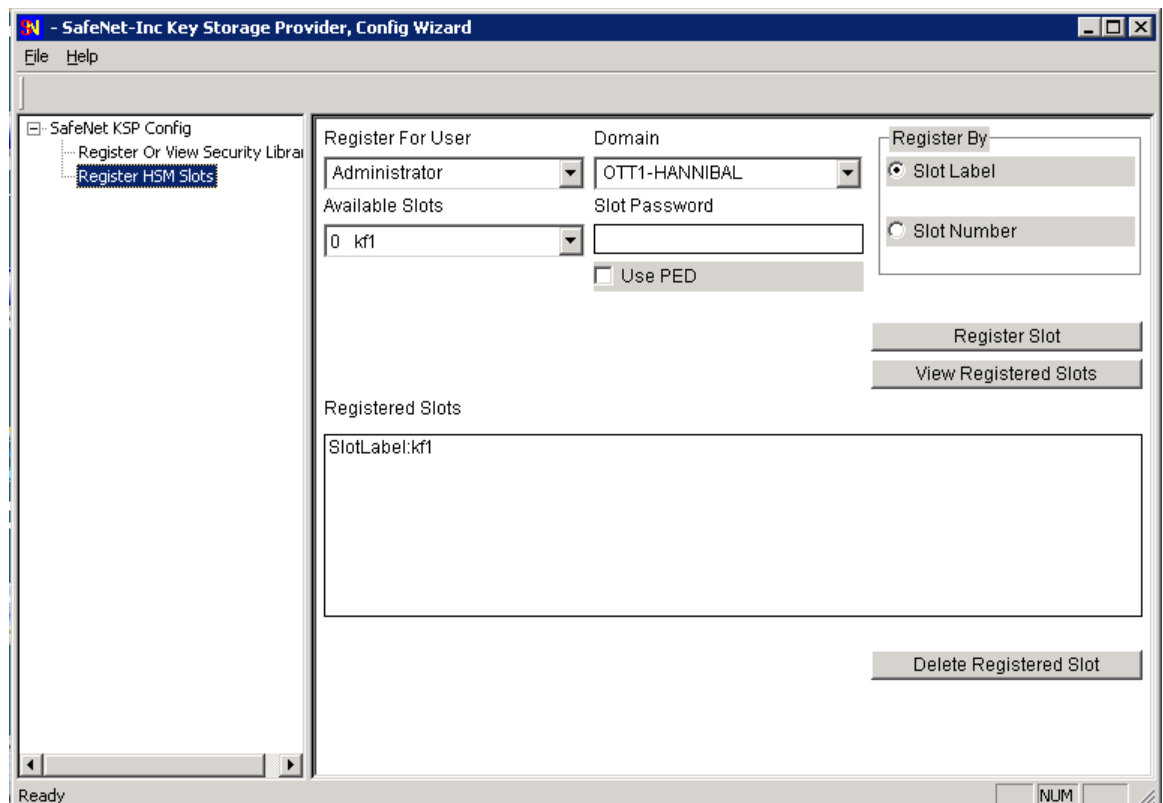 SN - SafeNet-Inc Key Storage Provider, Config Wizard
File Help
SafeNet KSP Config
Register Or View Security Librar
Register HSM Slots
Register For User
Domain
Register By
Administrator
OTT1-HANNIBAL
Slot Label
Available Slots
Slot Password
0 kf1
Slot Number
Use PED
Register Slot
View Registered Slots
Registered Slots
SlotLabel:kf1
Delete Registered Slot
Ready
NUM